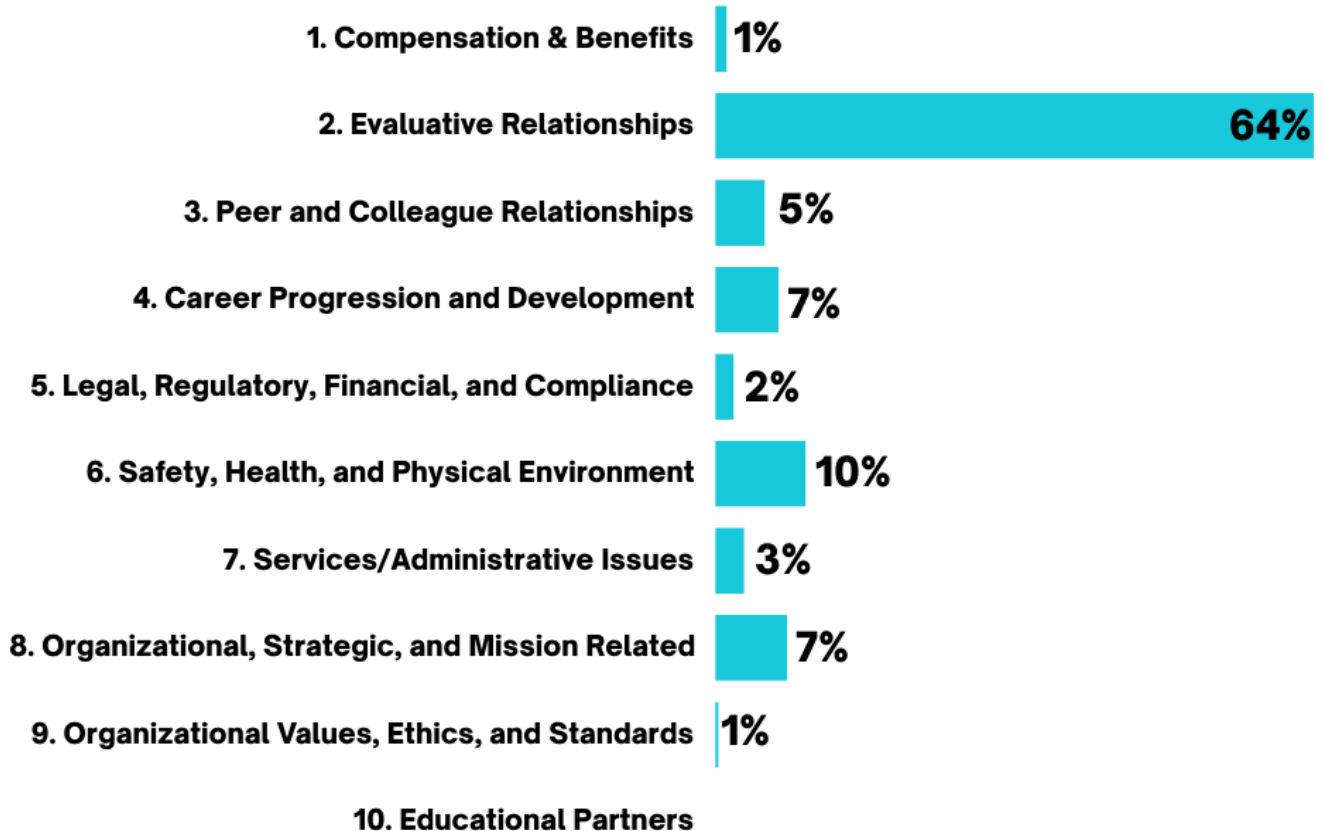 1. Compensation & Benefits 1%
2. Evaluative Relationships 64%
3. Peer and Colleague Relationships 5%
4. Career Progression and Development 7%
5. Legal, Regulatory, Financial, and Compliance 2%
6. Safety, Health, and Physical Environment 10%
7. Services/Administrative Issues 3%
8. Organizational, Strategic, and Mission Related 7%
9. Organizational Values, Ethics, and Standards 1%
10. Educational Partners